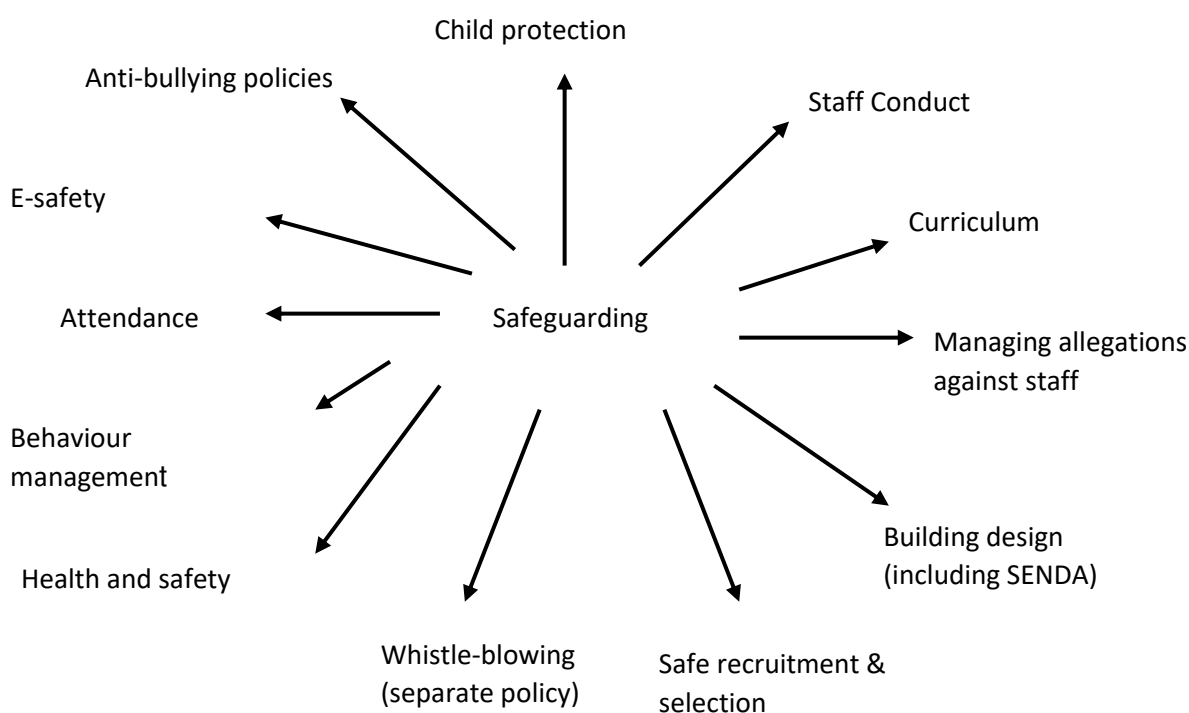 Child protection
Anti-bullying policies
Staff Conduct
E-safety
Curriculum
Attendance
Safeguarding
Managing allegations
against staff
Behaviour
management
Building design
(including SENDA)
Health and safety
Whistle-blowing
(separate policy)
Safe recruitment &
selection